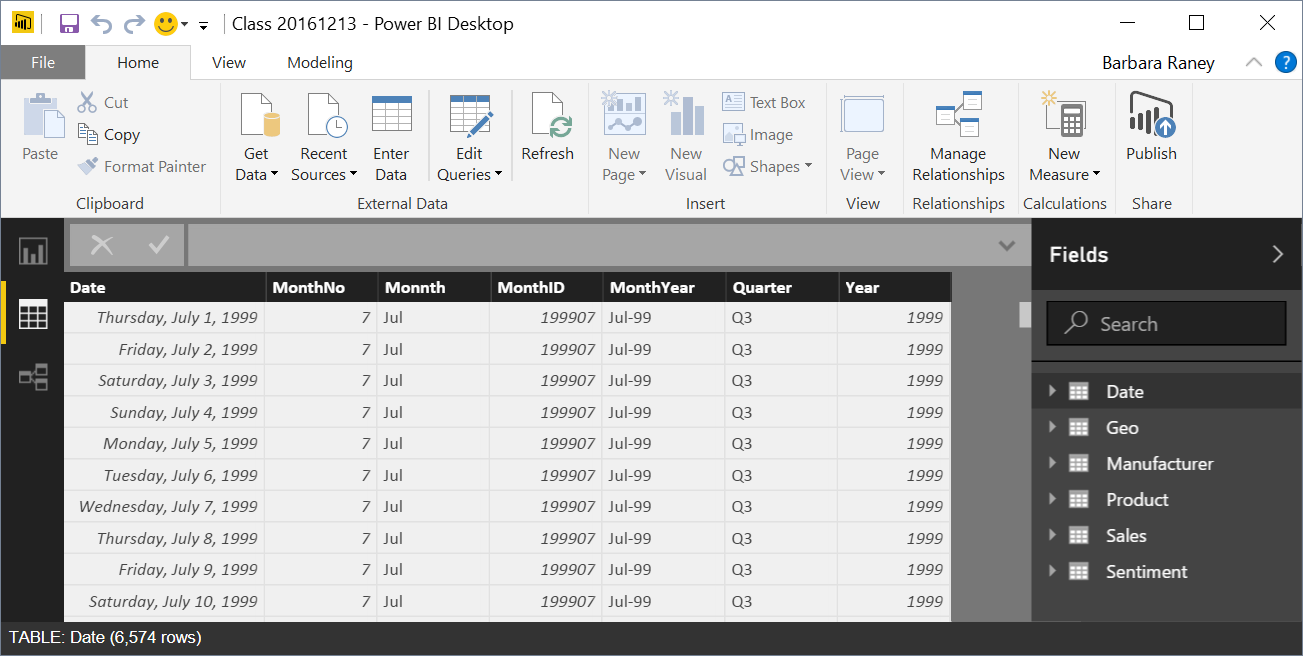 Class 20161213 - Power BI Desktop
File Home View Modeling Barbara Raney ?
Paste
Cut
Copy
Format Painter
Clipboard
Get Data
Recent Sources
Enter Data
Edit Queries
Refresh
External Data
New Page
New Visual
Text Box
Image
Shapes
Insert
Page View
View
Manage Relationships
Relationships
New Measure
Calculations
Publish
Share
Date MonthNo Monnth MonthID MonthYear Quarter Year
Thursday, July 1, 1999 7 Jul 199907 Jul-99 Q3 1999
Friday, July 2, 1999 7 Jul 199907 Jul-99 Q3 1999
Saturday, July 3, 1999 7 Jul 199907 Jul-99 Q3 1999
Sunday, July 4, 1999 7 Jul 199907 Jul-99 Q3 1999
Monday, July 5, 1999 7 Jul 199907 Jul-99 Q3 1999
Tuesday, July 6, 1999 7 Jul 199907 Jul-99 Q3 1999
Wednesday, July 7, 1999 7 Jul 199907 Jul-99 Q3 1999
Thursday, July 8, 1999 7 Jul 199907 Jul-99 Q3 1999
Friday, July 9, 1999 7 Jul 199907 Jul-99 Q3 1999
Saturday, July 10, 1999 7 Jul 199907 Jul-99 Q3 1999
Fields
Search
Date
Geo
Manufacturer
Product
Sales
Sentiment
TABLE: Date (6,574 rows)